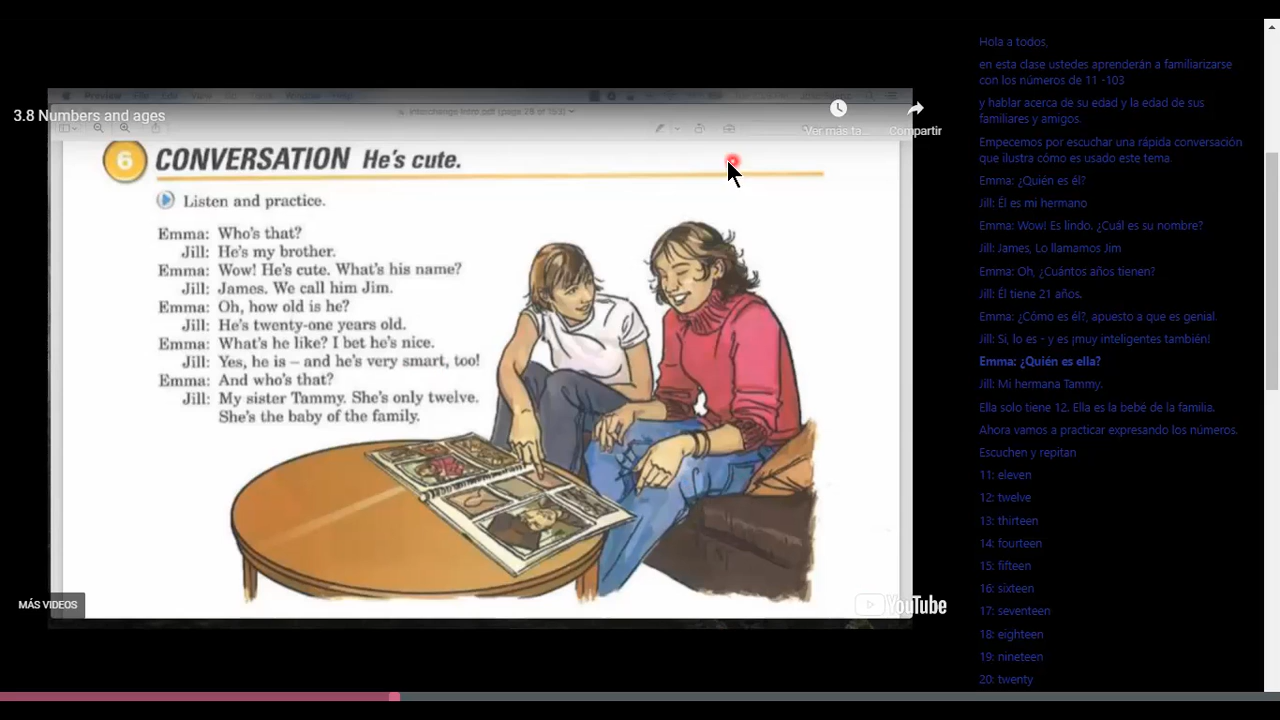 3.8 Numbers and ages
Ver más ta...
Compartir
6 CONVERSATION He's cute.
Listen and practice.
Emma: Who's that?
Jill: He's my brother.
Emma: Wow! He's cute. What's his name?
Jill: James. We call him Jim.
Emma: Oh, how old is he?
Jill: He's twenty-one years old.
Emma: What's he like? I bet he's nice.
Jill: Yes, he is – and he's very smart, too!
Emma: And who's that?
Jill: My sister Tammy. She's only twelve.
She's the baby of the family.
MÁS VIDEOS
YouTube
Hola a todos,
en esta clase ustedes aprenderán a familiarizarse
con los números de 11 -103
y hablar acerca de su edad y la edad de sus
familiares y amigos.
Empecemos por escuchar una rápida conversación
que ilustra cómo es usado este tema.
Emma: ¿Quién es él?
Jill: Él es mi hermano
Emma: Wow! Es lindo. ¿Cuál es su nombre?
Jill: James, Lo llamamos Jim
Emma: Oh, ¿Cuántos años tienen?
Jill: Él tiene 21 años.
Emma: ¿Cómo es él?, apuesto a que es genial.
Jill: Si, lo es - y es ¡muy inteligentes también!
Emma: ¿Quién es ella?
Jill: Mi hermana Tammy.
Ella solo tiene 12. Ella es la bebé de la familia.
Ahora vamos a practicar expresando los números.
Escuchen y repitan
11: eleven
12: twelve
13: thirteen
14: fourteen
15: fifteen
16: sixteen
17: seventeen
18: eighteen
19: nineteen
20: twenty